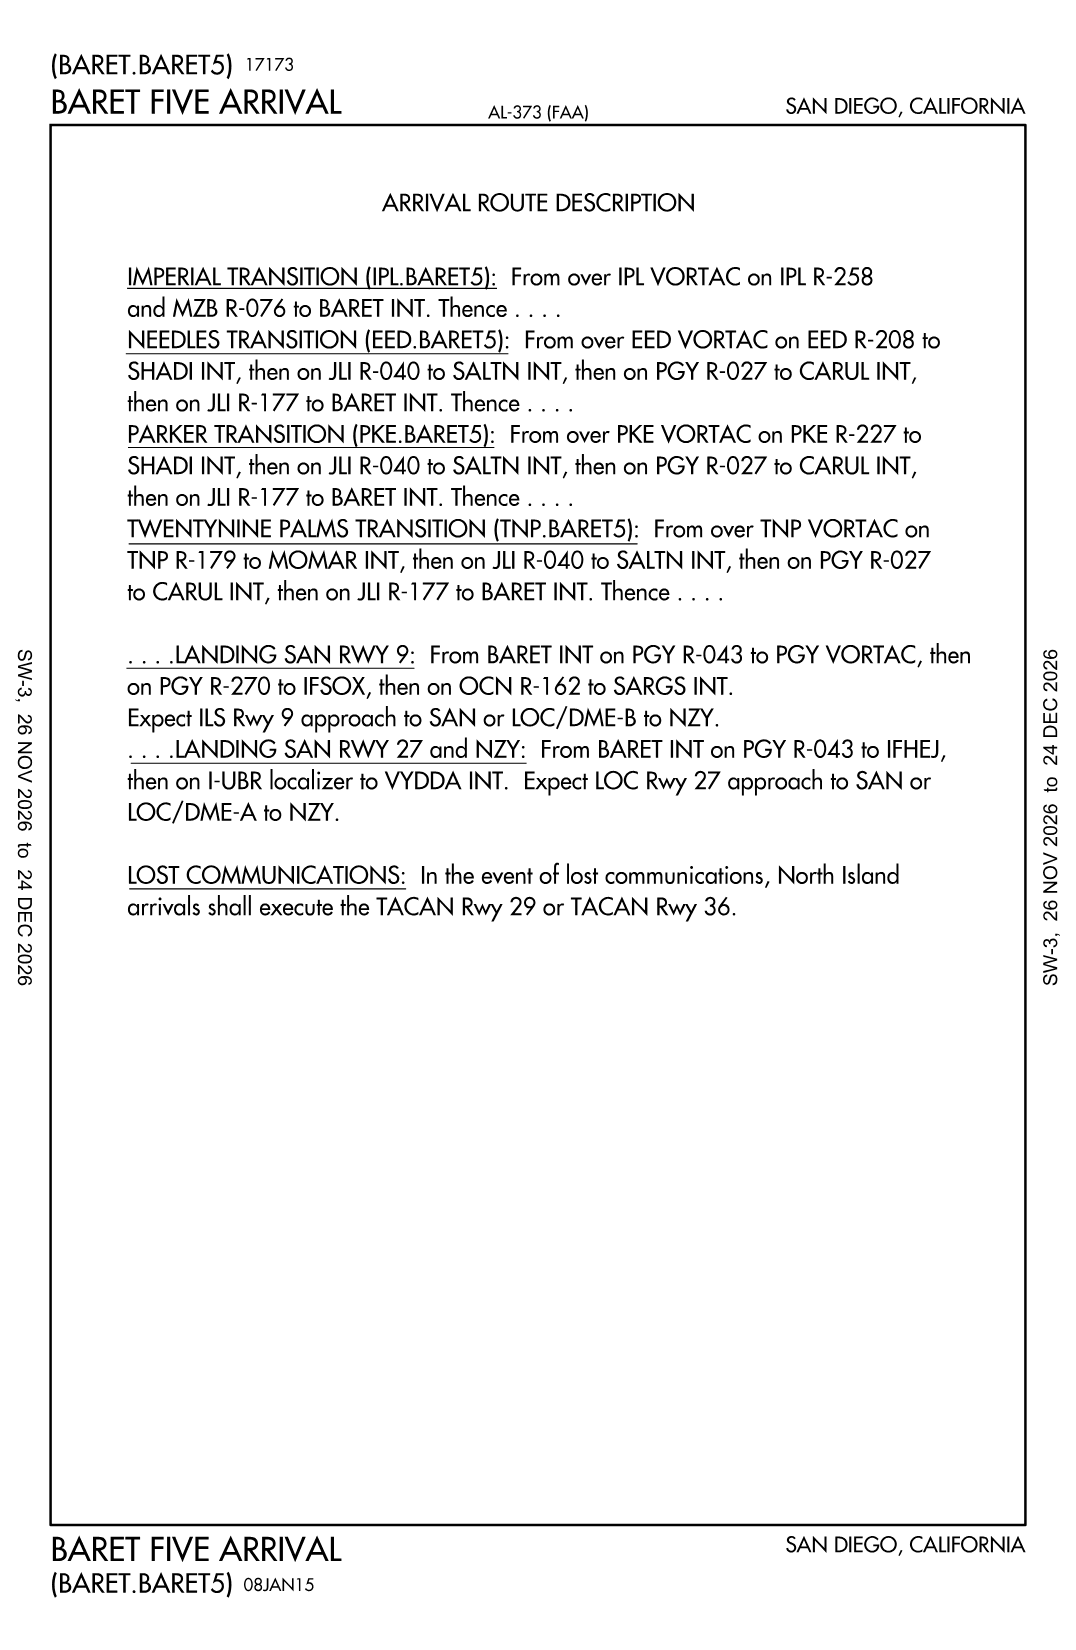 (BARET.BARET5) 17173
BARET FIVE ARRIVAL
AL-373 (FAA)
SAN DIEGO, CALIFORNIA
ARRIVAL ROUTE DESCRIPTION
IMPERIAL TRANSITION (IPL.BARET5): From over IPL VORTAC on IPL R-258
and MZB R-076 to BARET INT. Thence . . . .
NEEDLES TRANSITION (EED.BARET5): From over EED VORTAC on EED R-208 to
SHADI INT, then on JLI R-040 to SALTN INT, then on PGY R-027 to CARUL INT,
then on JLI R-177 to BARET INT. Thence . . . .
PARKER TRANSITION (PKE.BARET5): From over PKE VORTAC on PKE R-227 to
SHADI INT, then on JLI R-040 to SALTN INT, then on PGY R-027 to CARUL INT,
then on JLI R-177 to BARET INT. Thence . . . .
TWENTYNINE PALMS TRANSITION (TNP.BARET5): From over TNP VORTAC on
TNP R-179 to MOMAR INT, then on JLI R-040 to SALTN INT, then on PGY R-027
to CARUL INT, then on JLI R-177 to BARET INT. Thence . . . .
. . . .LANDING SAN RWY 9: From BARET INT on PGY R-043 to PGY VORTAC, then
on PGY R-270 to IFSOX, then on OCN R-162 to SARGS INT.
Expect ILS Rwy 9 approach to SAN or LOC/DME-B to NZY.
. . . .LANDING SAN RWY 27 and NZY: From BARET INT on PGY R-043 to IFHEJ,
then on I-UBR localizer to VYDDA INT. Expect LOC Rwy 27 approach to SAN or
LOC/DME-A to NZY.
LOST COMMUNICATIONS: In the event of lost communications, North Island
arrivals shall execute the TACAN Rwy 29 or TACAN Rwy 36.
SW-3, 26 NOV 2026 to 24 DEC 2026
SW-3, 26 NOV 2026 to 24 DEC 2026
BARET FIVE ARRIVAL
(BARET.BARET5) 08JAN15
SAN DIEGO, CALIFORNIA